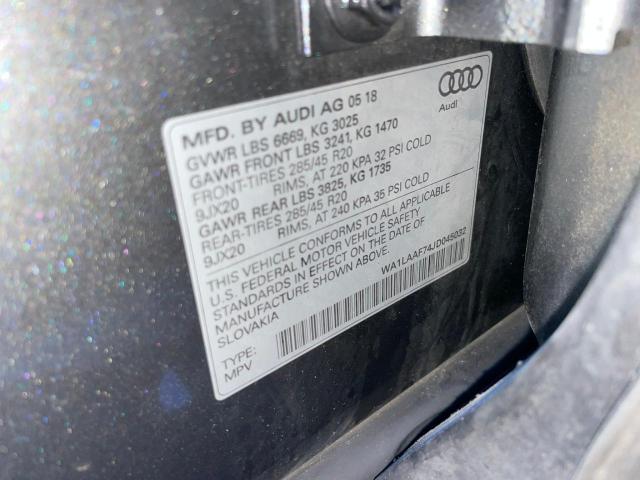 MFD. BY AUDI AG 05 18
GVWR LBS 6669, KG 3025
GAWR FRONT LBS 3241, KG 1470
FRONT-TIRES 285/45 R20
9JX20 RIMS, AT 220 KPA 32 PSI COLD
GAWR REAR LBS 3825, KG 1735
REAR-TIRES 285/45 R20
9JX20 RIMS, AT 240 KPA 35 PSI COLD
THIS VEHICLE CONFORMS TO ALL APPLICABLE
U.S. FEDERAL MOTOR VEHICLE SAFETY
STANDARDS IN EFFECT ON THE DATE OF
MANUFACTURE SHOWN ABOVE.
SLOVAKIA
WA1LAAF74JD045032
TYPE:
MPV
Audi